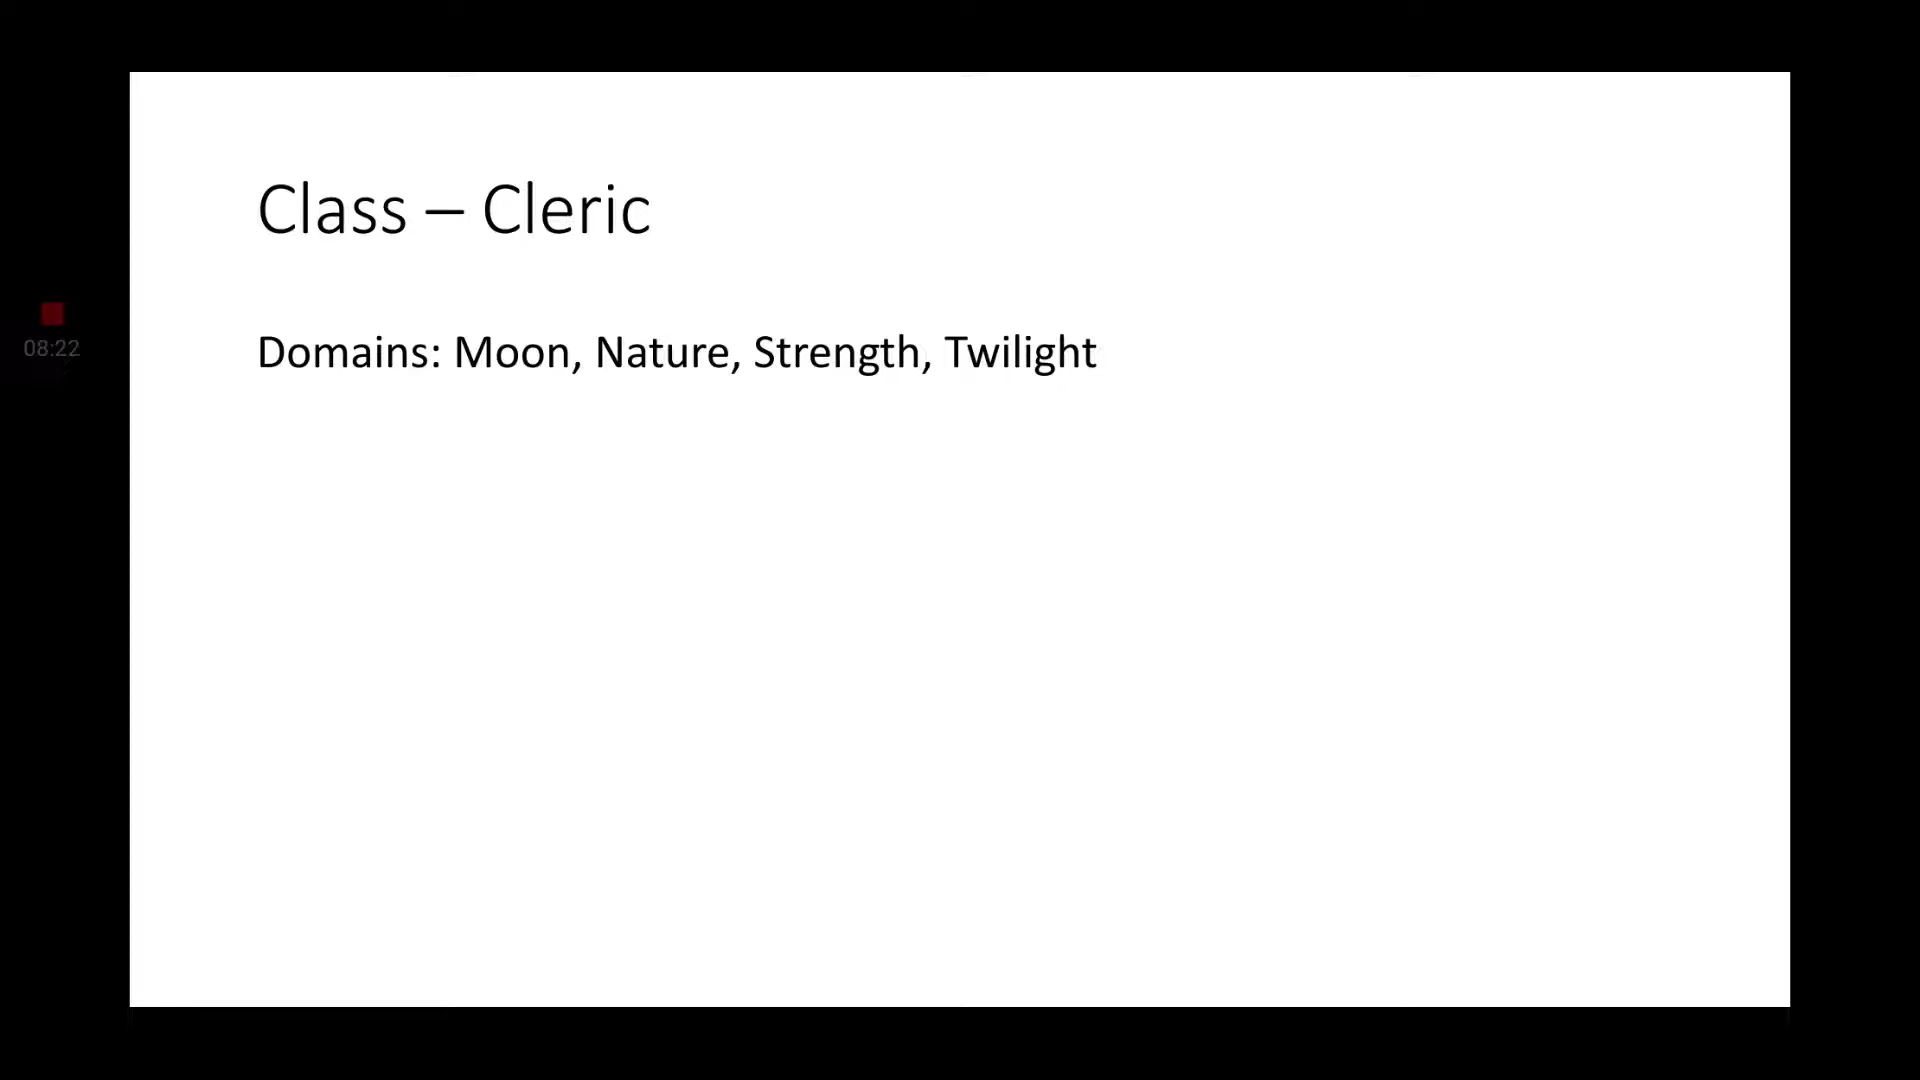 Class – Cleric
08:22
Domains: Moon, Nature, Strength, Twilight